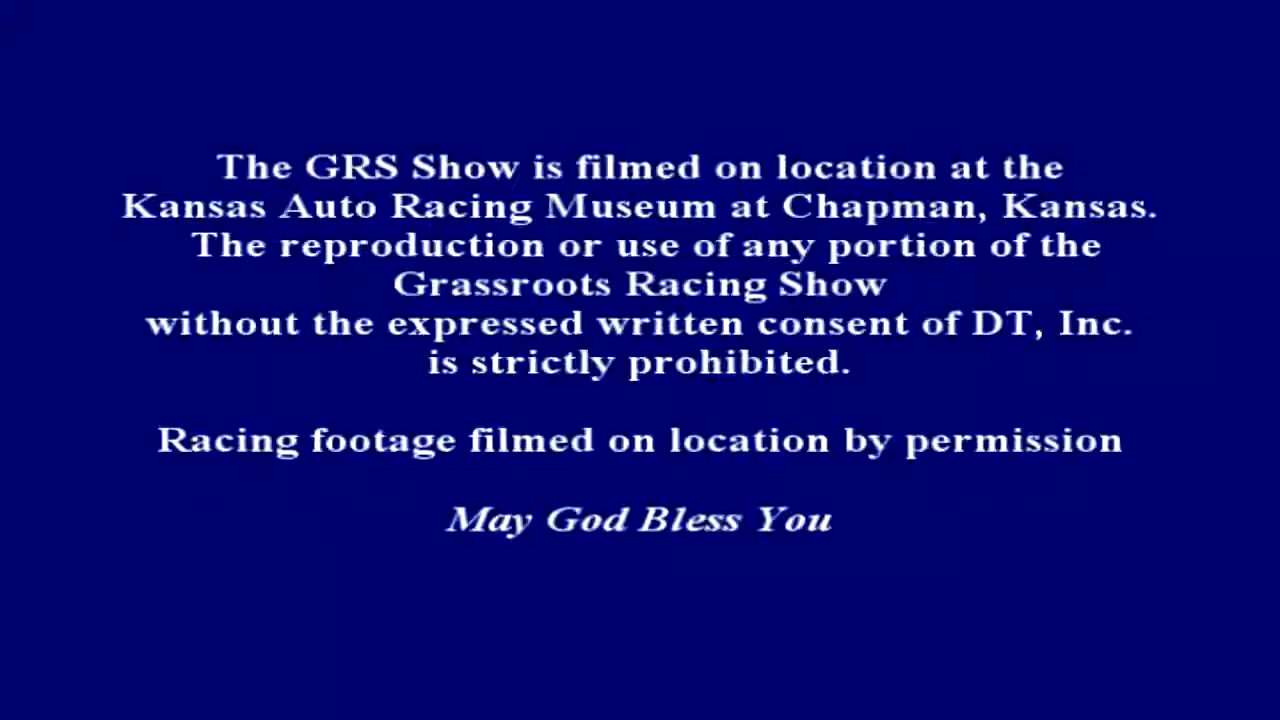 The GRS Show is filmed on location at the
Kansas Auto Racing Museum at Chapman, Kansas.
The reproduction or use of any portion of the
Grassroots Racing Show
without the expressed written consent of DT, Inc.
is strictly prohibited.
Racing footage filmed on location by permission
May God Bless You